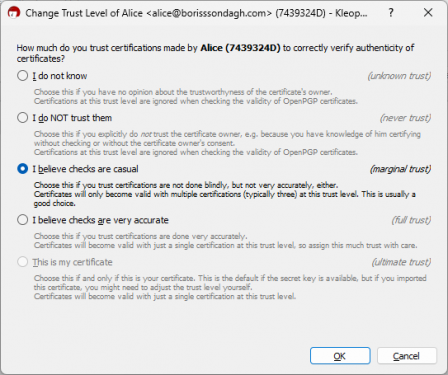 Change Trust Level of Alice <alice@borisssondagh.com> (7439324D) — Kleop...
How much do you trust certifications made by Alice (7439324D) to correctly verify authenticity of
certificates?
I do not know (unknown trust)
Choose this if you have no opinion about the trustworthyness of the certificate's owner.
Certifications at this trust level are ignored when checking the validity of OpenPGP certificates.
I do NOT trust them (never trust)
Choose this if you explicitly do not trust the certificate owner, e.g. because you have knowledge of him certifying
without checking or without the certificate owner's consent.
Certifications at this trust level are ignored when checking the validity of OpenPGP certificates.
I believe checks are casual (marginal trust)
Choose this if you trust certifications are not done blindly, but not very accurately, either.
Certificates will only become valid with multiple certifications (typically three) at this trust level. This is usually a
good choice.
I believe checks are very accurate (full trust)
Choose this if you trust certifications are done very accurately.
Certificates will become valid with just a single certification at this trust level, so assign this much trust with care.
This is my certificate (ultimate trust)
Choose this if and only if this is your certificate. This is the default if the secret key is available, but if you imported
this certificate, you might need to adjust the trust level yourself.
Certificates will become valid with just a single certification at this trust level.
OK Cancel